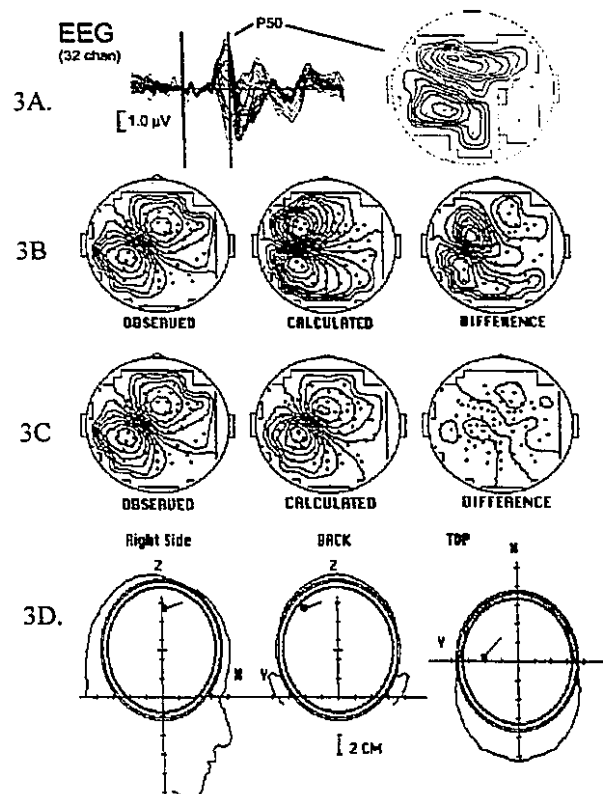 EEG
(32 chan)
P50
3A.
1.0 µV
3B
OBSERVED CALCULATED DIFFERENCE
3C
OBSERVED CALCULATED DIFFERENCE
Right Side BACK TOP
Z Z X
3D.
X Y Y
2 CM